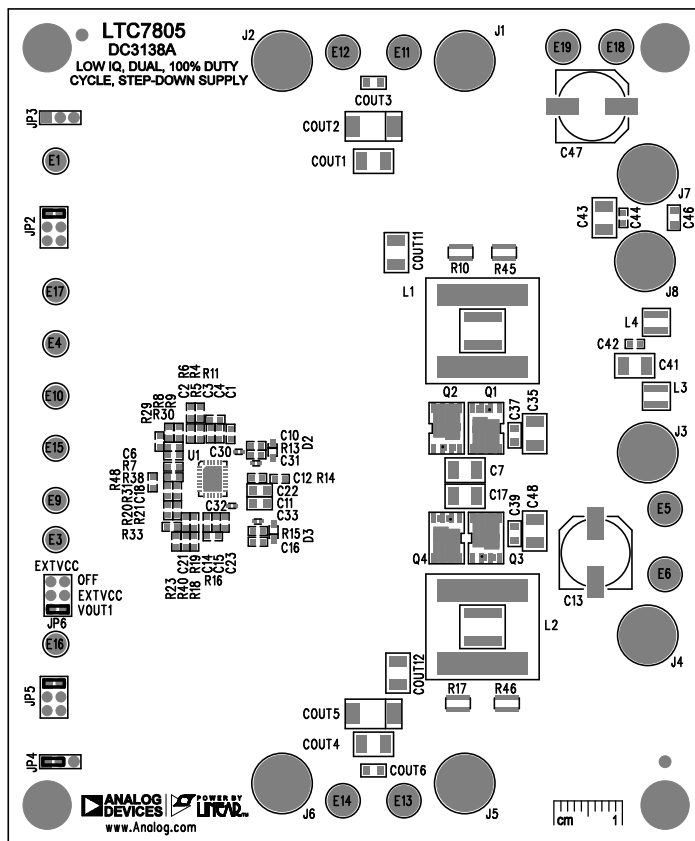 LTC7805
DC3138A
LOW IQ, DUAL, 100% DUTY
CYCLE, STEP-DOWN SUPPLY
J2
E12
E11
J1
E19
E18
COUT3
COUT2
COUT1
C47
JP3
E1
JP2
E17
E4
E10
E15
E9
E3
J7
C43
C44
C46
J8
COUT11
R10
R45
L1
L4
C42
C41
L3
Q2
Q1
C37
C35
J3
R6
R4
R11
C2
R5
C3
C4
C1
R29
R8
R30
R9
U1
C30
C10
R13
D2
C31
C6
R7
R48
R38
R31
C18
C12
R14
C22
C11
C7
C17
R20
R21
R33
C32
C33
R15
D3
C16
C39
C48
E5
Q4
Q3
R23
R40
C21
R18
R19
C14
R16
C15
C23
EXTVCC
OFF
EXTVCC
VOUT1
JP6
E16
E6
C13
L2
J4
JP5
COUT12
R17
R46
COUT5
COUT4
JP4
COUT6
J6
E14
E13
J5
ANALOG
DEVICES
POWER BY
LINEAR™
www.Analog.com
cm 1